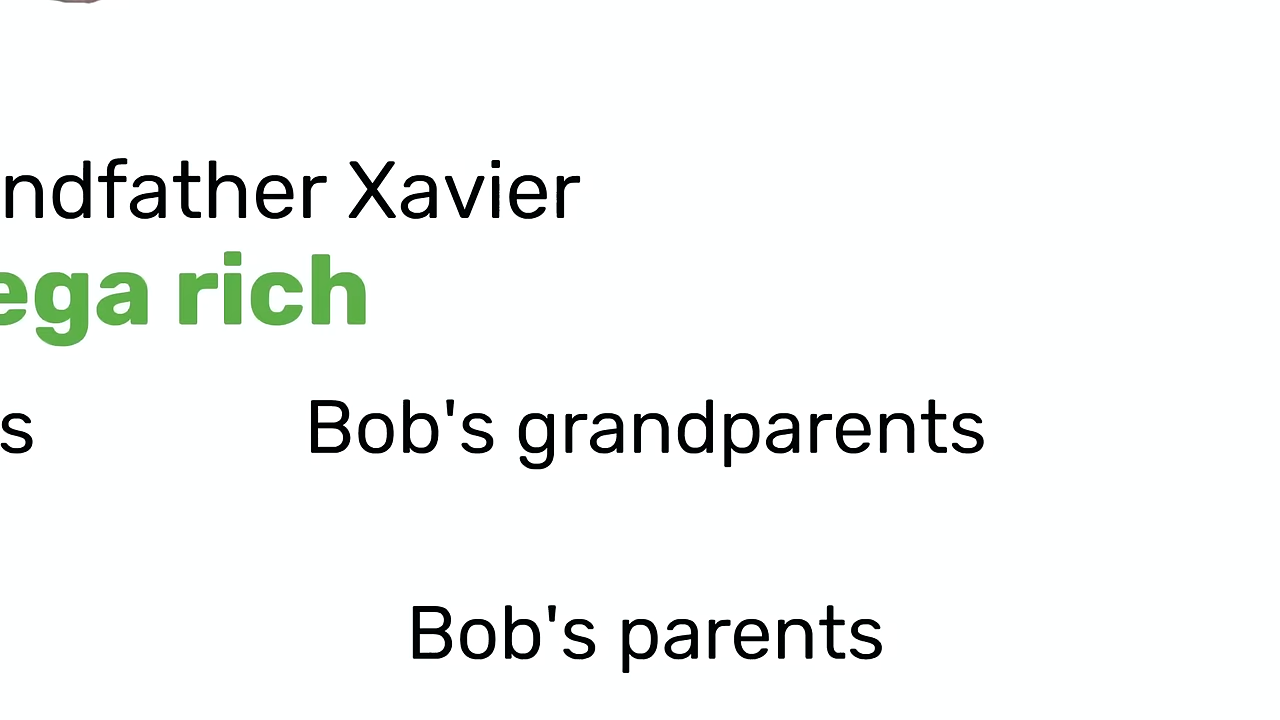 ndfather Xavier
ega rich
s Bob's grandparents
Bob's parents